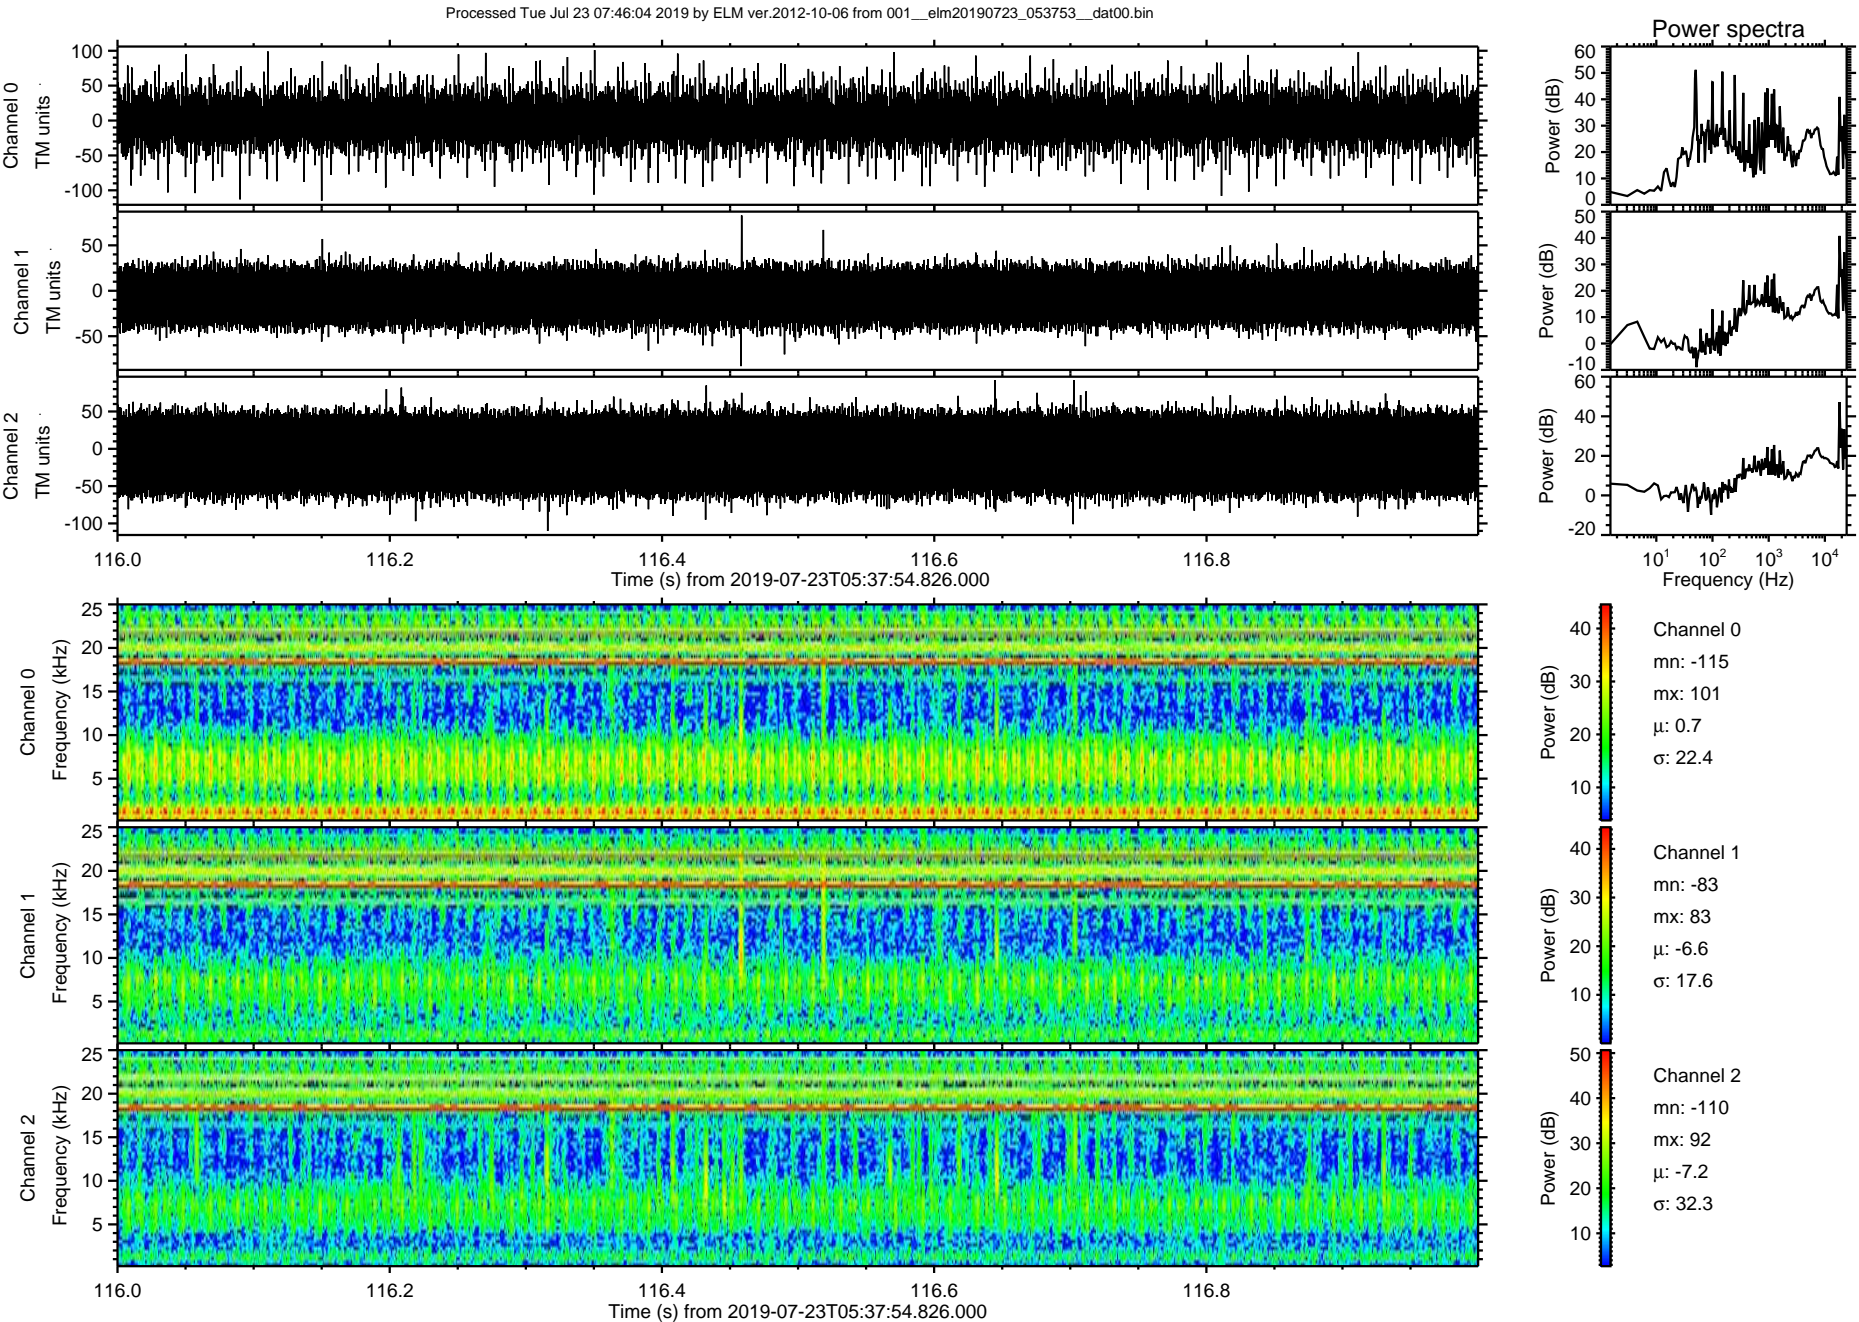 Processed Tue Jul 23 07:46:04 2019 by ELM ver.2012-10-06 from 001__elm20190723_053753__dat00.bin
Power spectra
Channel 0
TM units
100
50
0
-50
-100
Power (dB)
60
50
40
30
20
10
0
Channel 1
TM units
50
0
-50
Power (dB)
50
40
30
20
10
0
-10
Channel 2
TM units
50
0
-50
-100
Power (dB)
60
40
20
0
-20
116.0 116.2 116.4 116.6 116.8
Time (s) from 2019-07-23T05:37:54.826.000
10¹ 10² 10³ 10⁴
Frequency (Hz)
Channel 0
Frequency (kHz)
25
20
15
10
5
Power (dB)
40
30
20
10
Channel 0
mn: -115
mx: 101
μ: 0.7
σ: 22.4
Channel 1
Frequency (kHz)
25
20
15
10
5
Power (dB)
40
30
20
10
Channel 1
mn: -83
mx: 83
μ: -6.6
σ: 17.6
Channel 2
Frequency (kHz)
25
20
15
10
5
Power (dB)
50
40
30
20
10
Channel 2
mn: -110
mx: 92
μ: -7.2
σ: 32.3
116.0 116.2 116.4 116.6 116.8
Time (s) from 2019-07-23T05:37:54.826.000